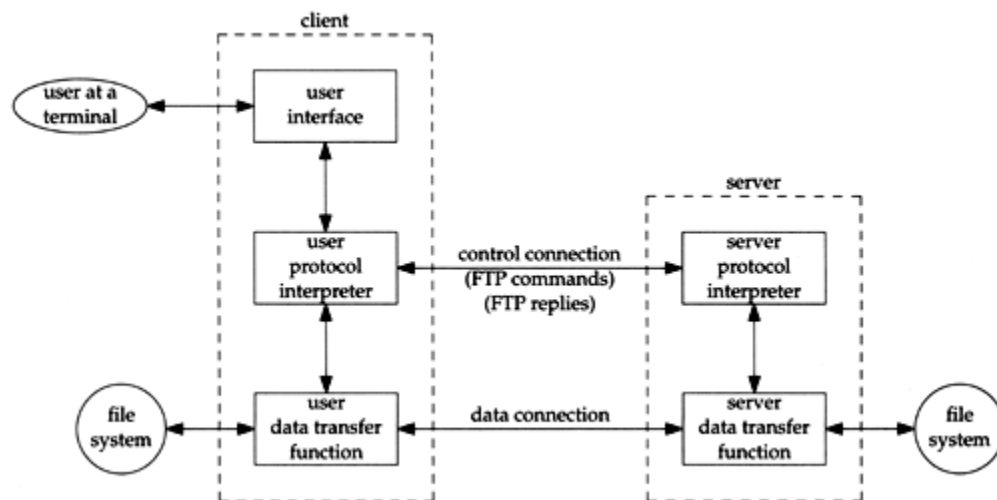 client
user at a
terminal
user
interface
server
user
protocol
interpreter
control connection
(FTP commands)
(FTP replies)
server
protocol
interpreter
file
system
user
data transfer
function
data connection
server
data transfer
function
file
system